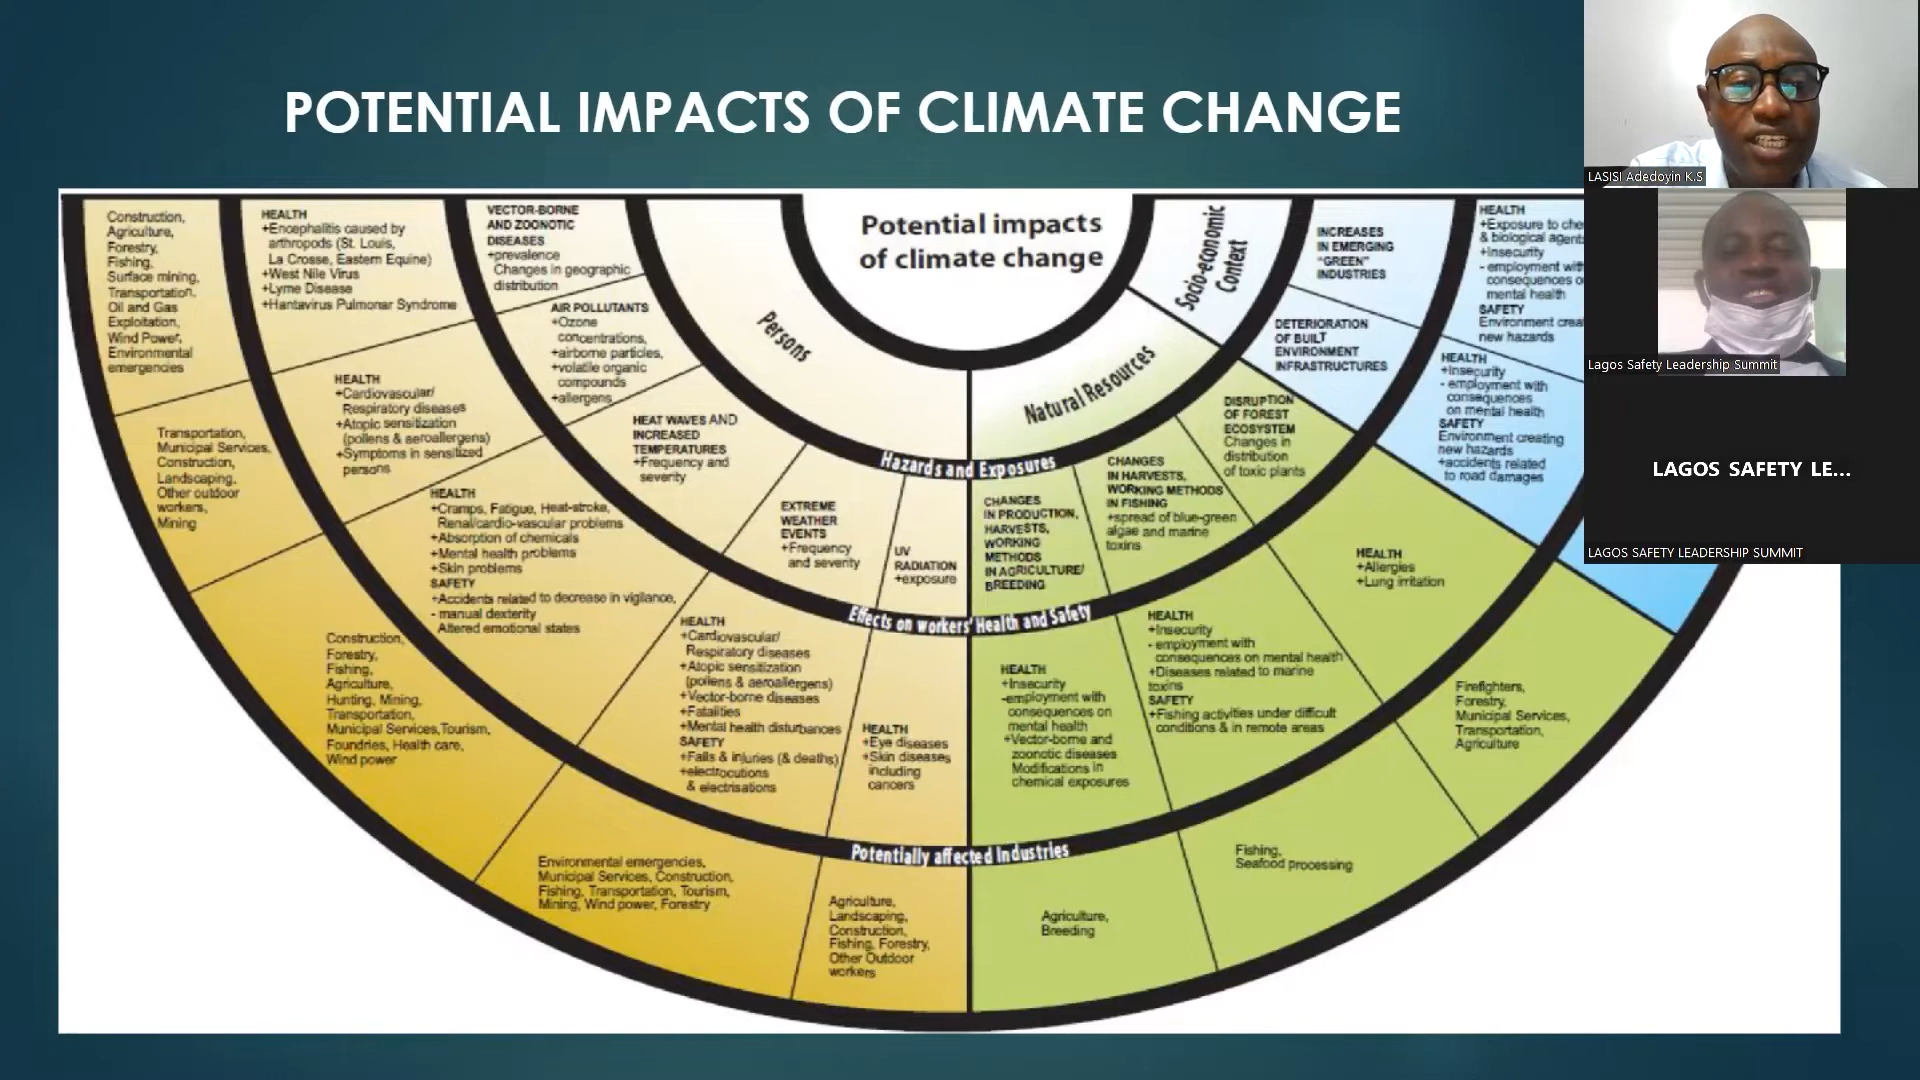 POTENTIAL IMPACTS OF CLIMATE CHANGE
Potential impacts
of climate change
Persons
Natural Resources
Socio-economic
Context
Hazards and Exposures
VECTOR-BORNE
AND ZOONOTIC
DISEASES
+prevalence
Changes in geographic
distribution
AIR POLLUTANTS
+Ozone
concentrations,
+airborne particles,
+volatile organic
compounds
+allergens
HEAT WAVES AND
INCREASED
TEMPERATURES
+Frequency and
severity
EXTREME
WEATHER
EVENTS
+Frequency
and severity
UV
RADIATION
+exposure
CHANGES
IN PRODUCTION,
HARVESTS,
WORKING
METHODS
IN AGRICULTURE/
BREEDING
CHANGES
IN HARVESTS,
WORKING METHODS
IN FISHING
+spread of blue-green
algae and marine
toxins
DISRUPTION
OF FOREST
ECOSYSTEM
Changes in
distribution
of toxic plants
DETERIORATION
OF BUILT
ENVIRONMENT
INFRASTRUCTURES
INCREASES
IN EMERGING
"GREEN"
INDUSTRIES
Effects on workers' Health and Safety
HEALTH
+Encephalitis caused by
arthropods (St. Louis,
La Crosse, Eastern Equine)
+West Nile Virus
+Lyme Disease
+Hantavirus Pulmonar Syndrome
HEALTH
+Cardiovascular/
Respiratory diseases
+Atopic sensitization
(pollens & aeroallergens)
+Symptoms in sensitized
persons
HEALTH
+Cramps, Fatigue, Heat-stroke,
Renal/cardio-vascular problems
+Absorption of chemicals
+Mental health problems
+Skin problems
SAFETY
+Accidents related to decrease in vigilance,
- manual dexterity
Altered emotional states
HEALTH
+Cardiovascular/
Respiratory diseases
+Atopic sensitization
(pollens & aeroallergens)
+Vector-borne diseases
+Fatalities
+Mental health disturbances
SAFETY
+Falls & injuries (& deaths)
+electrocutions
& electrisations
HEALTH
+Eye diseases
+Skin diseases
including
cancers
HEALTH
+Insecurity
-employment with
consequences on
mental health
+Vector-borne and
zoonotic diseases
Modifications in
chemical exposures
HEALTH
+Insecurity
- employment with
consequences on mental health
+Diseases related to marine
toxins
SAFETY
+Fishing activities under difficult
conditions & in remote areas
HEALTH
+Allergies
+Lung irritation
HEALTH
+Insecurity
- employment with
consequences
on mental health
SAFETY
Environment creating
new hazards
+accidents related
to road damages
HEALTH
+Exposure to che
& biological agent
+Insecurity
- employment with
consequences o
mental health
SAFETY
Environment crea
new hazards
Potentially affected Industries
Construction,
Agriculture,
Forestry,
Fishing,
Surface mining,
Transportation,
Oil and Gas
Exploitation,
Wind Power,
Environmental
emergencies
Transportation,
Municipal Services,
Construction,
Landscaping,
Other outdoor
workers,
Mining
Construction,
Forestry,
Fishing,
Agriculture,
Hunting, Mining,
Transportation,
Municipal Services,Tourism,
Foundries, Health care,
Wind power
Environmental emergencies,
Municipal Services, Construction,
Fishing, Transportation, Tourism,
Mining, Wind power, Forestry
Agriculture,
Landscaping,
Construction,
Fishing, Forestry,
Other Outdoor
workers
Agriculture,
Breeding
Fishing,
Seafood processing
Firefighters,
Forestry,
Municipal Services,
Transportation,
Agriculture
LASISI Adedoyin K.S
Lagos Safety Leadership Summit
LAGOS SAFETY LE...
LAGOS SAFETY LEADERSHIP SUMMIT